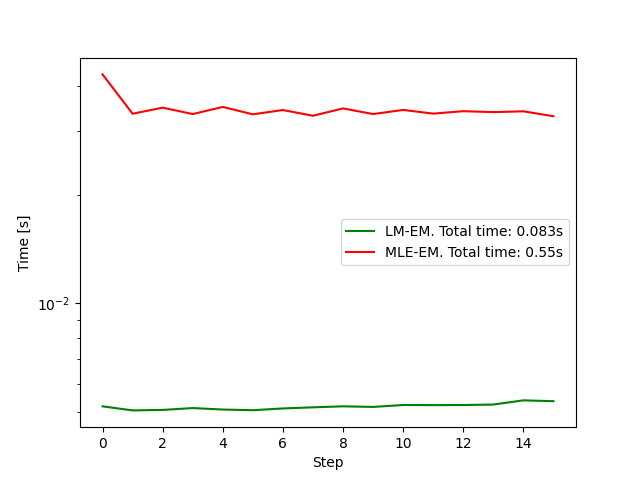 Time [s]
10⁻²
LM-EM. Total time: 0.083s
MLE-EM. Total time: 0.55s
0 2 4 6 8 10 12 14
Step